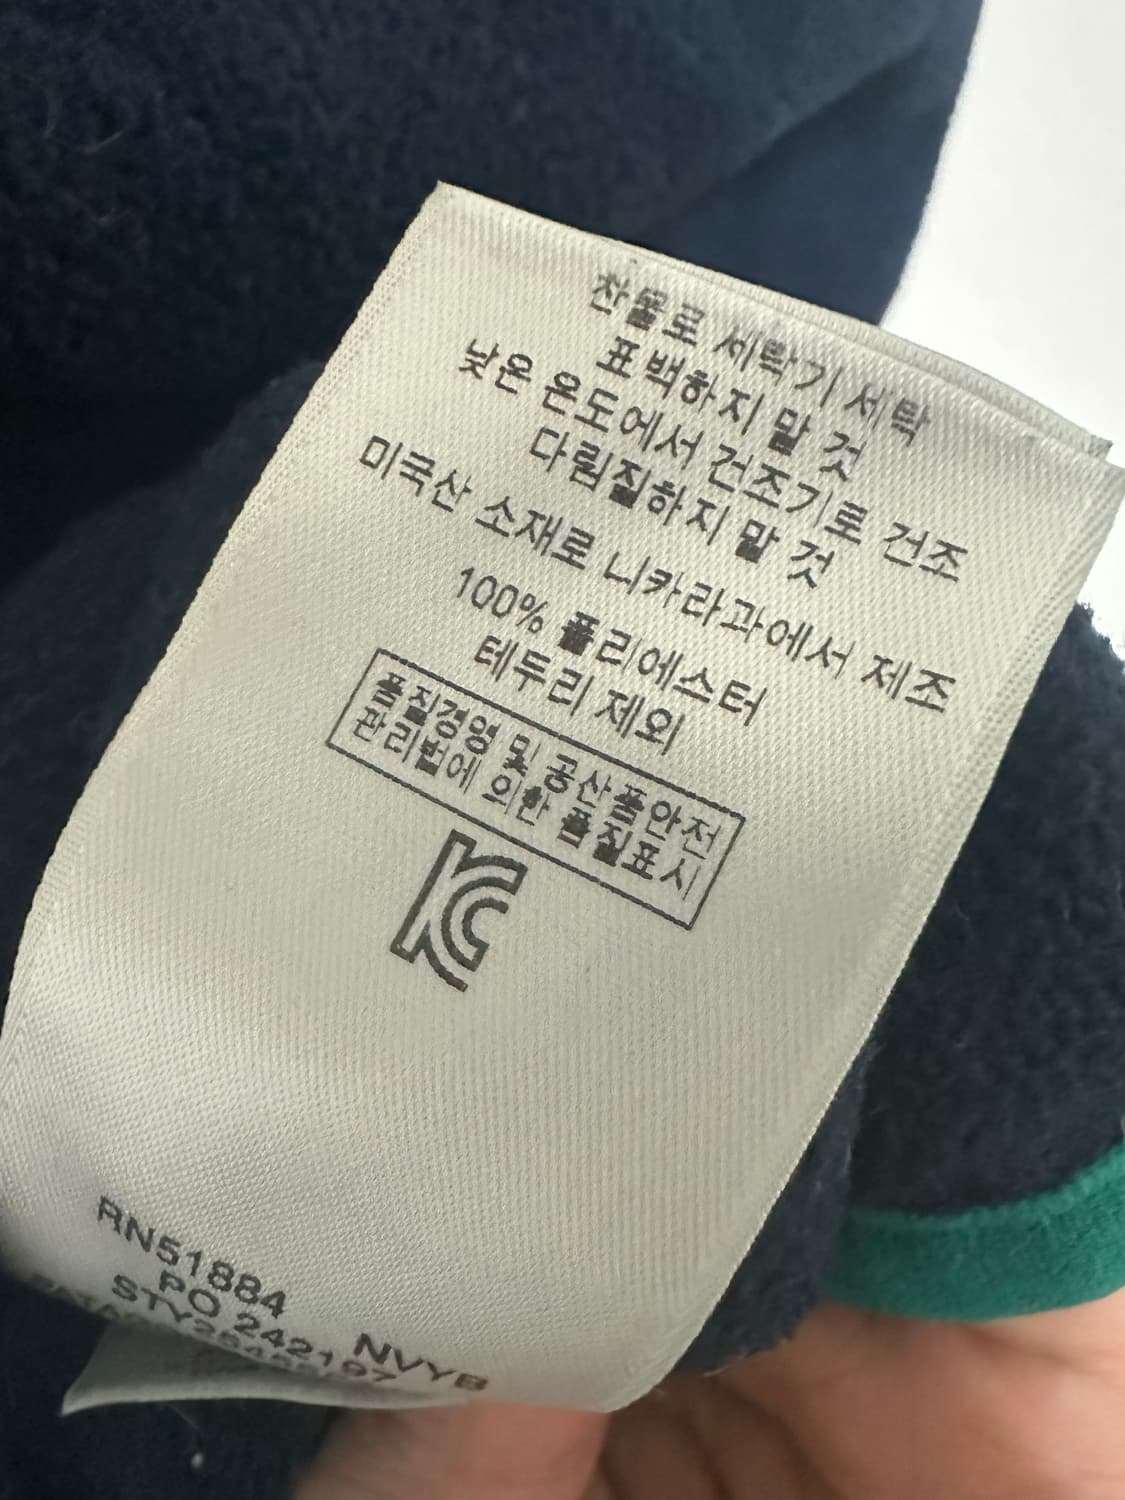 찬물로 세탁기 세탁
표백하지 말 것
낮은 온도에서 건조기로 건조
다림질하지 말 것
미국산 소재로 니카라과에서 제조
100% 폴리에스터
테두리 제외
품질경영 및 공산품안전
관리법에 의한 품질표시
KC
RN51884
PO 242197 NVYB